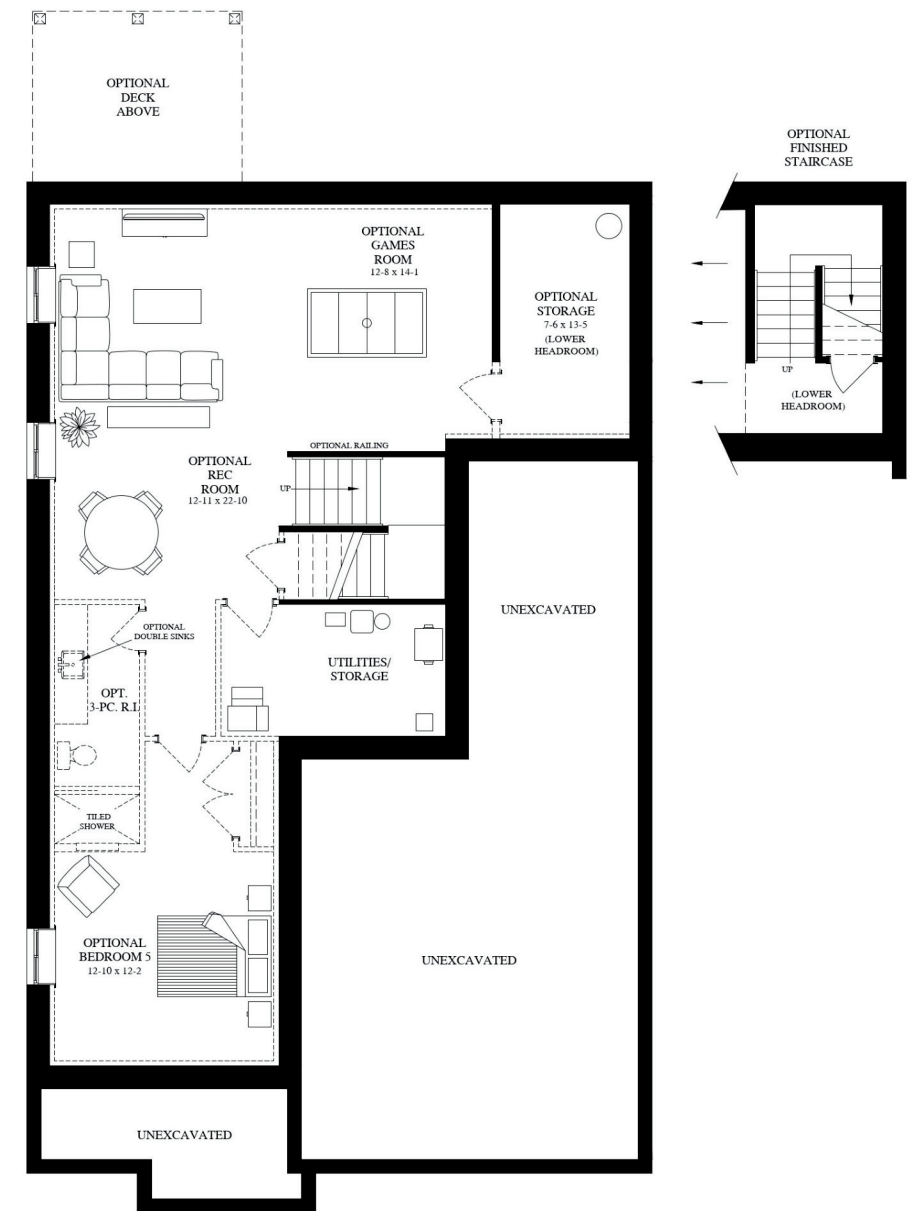 OPTIONAL
DECK
ABOVE
OPTIONAL
FINISHED
STAIRCASE
OPTIONAL
GAMES
ROOM
12-8 x 14-1
OPTIONAL
STORAGE
7-6 x 13-5
(LOWER
HEADROOM)
UP
(LOWER
HEADROOM)
OPTIONAL RAILING
OPTIONAL
REC
ROOM
12-11 x 22-10
UP
UNEXCAVATED
OPTIONAL
DOUBLE SINKS
UTILITIES/
STORAGE
OPT.
3-PC. R.I.
TILED
SHOWER
OPTIONAL
BEDROOM 5
12-10 x 12-2
UNEXCAVATED
UNEXCAVATED